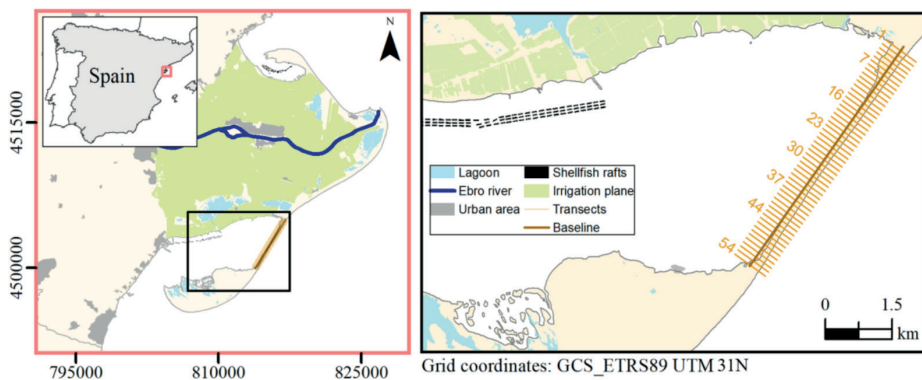 Spain
N
4515000
4500000
795000
810000
825000
1
7
16
23
30
37
44
54
Lagoon
Shellfish rafts
Ebro river
Irrigation plane
Urban area
Transects
Baseline
0
1.5
km
Grid coordinates: GCS_ETRS89 UTM 31N